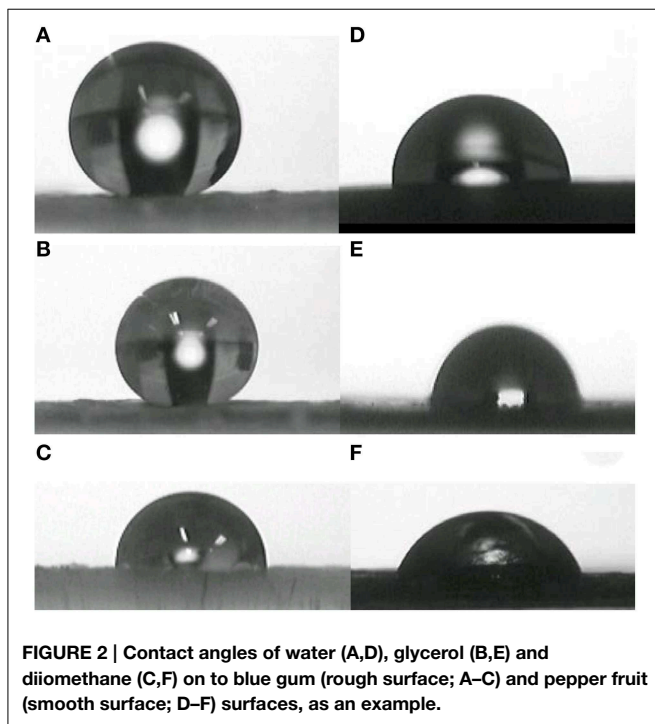 A
D
B
E
C
F
FIGURE 2 | Contact angles of water (A,D), glycerol (B,E) and
diiomethane (C,F) on to blue gum (rough surface; A–C) and pepper fruit
(smooth surface; D–F) surfaces, as an example.